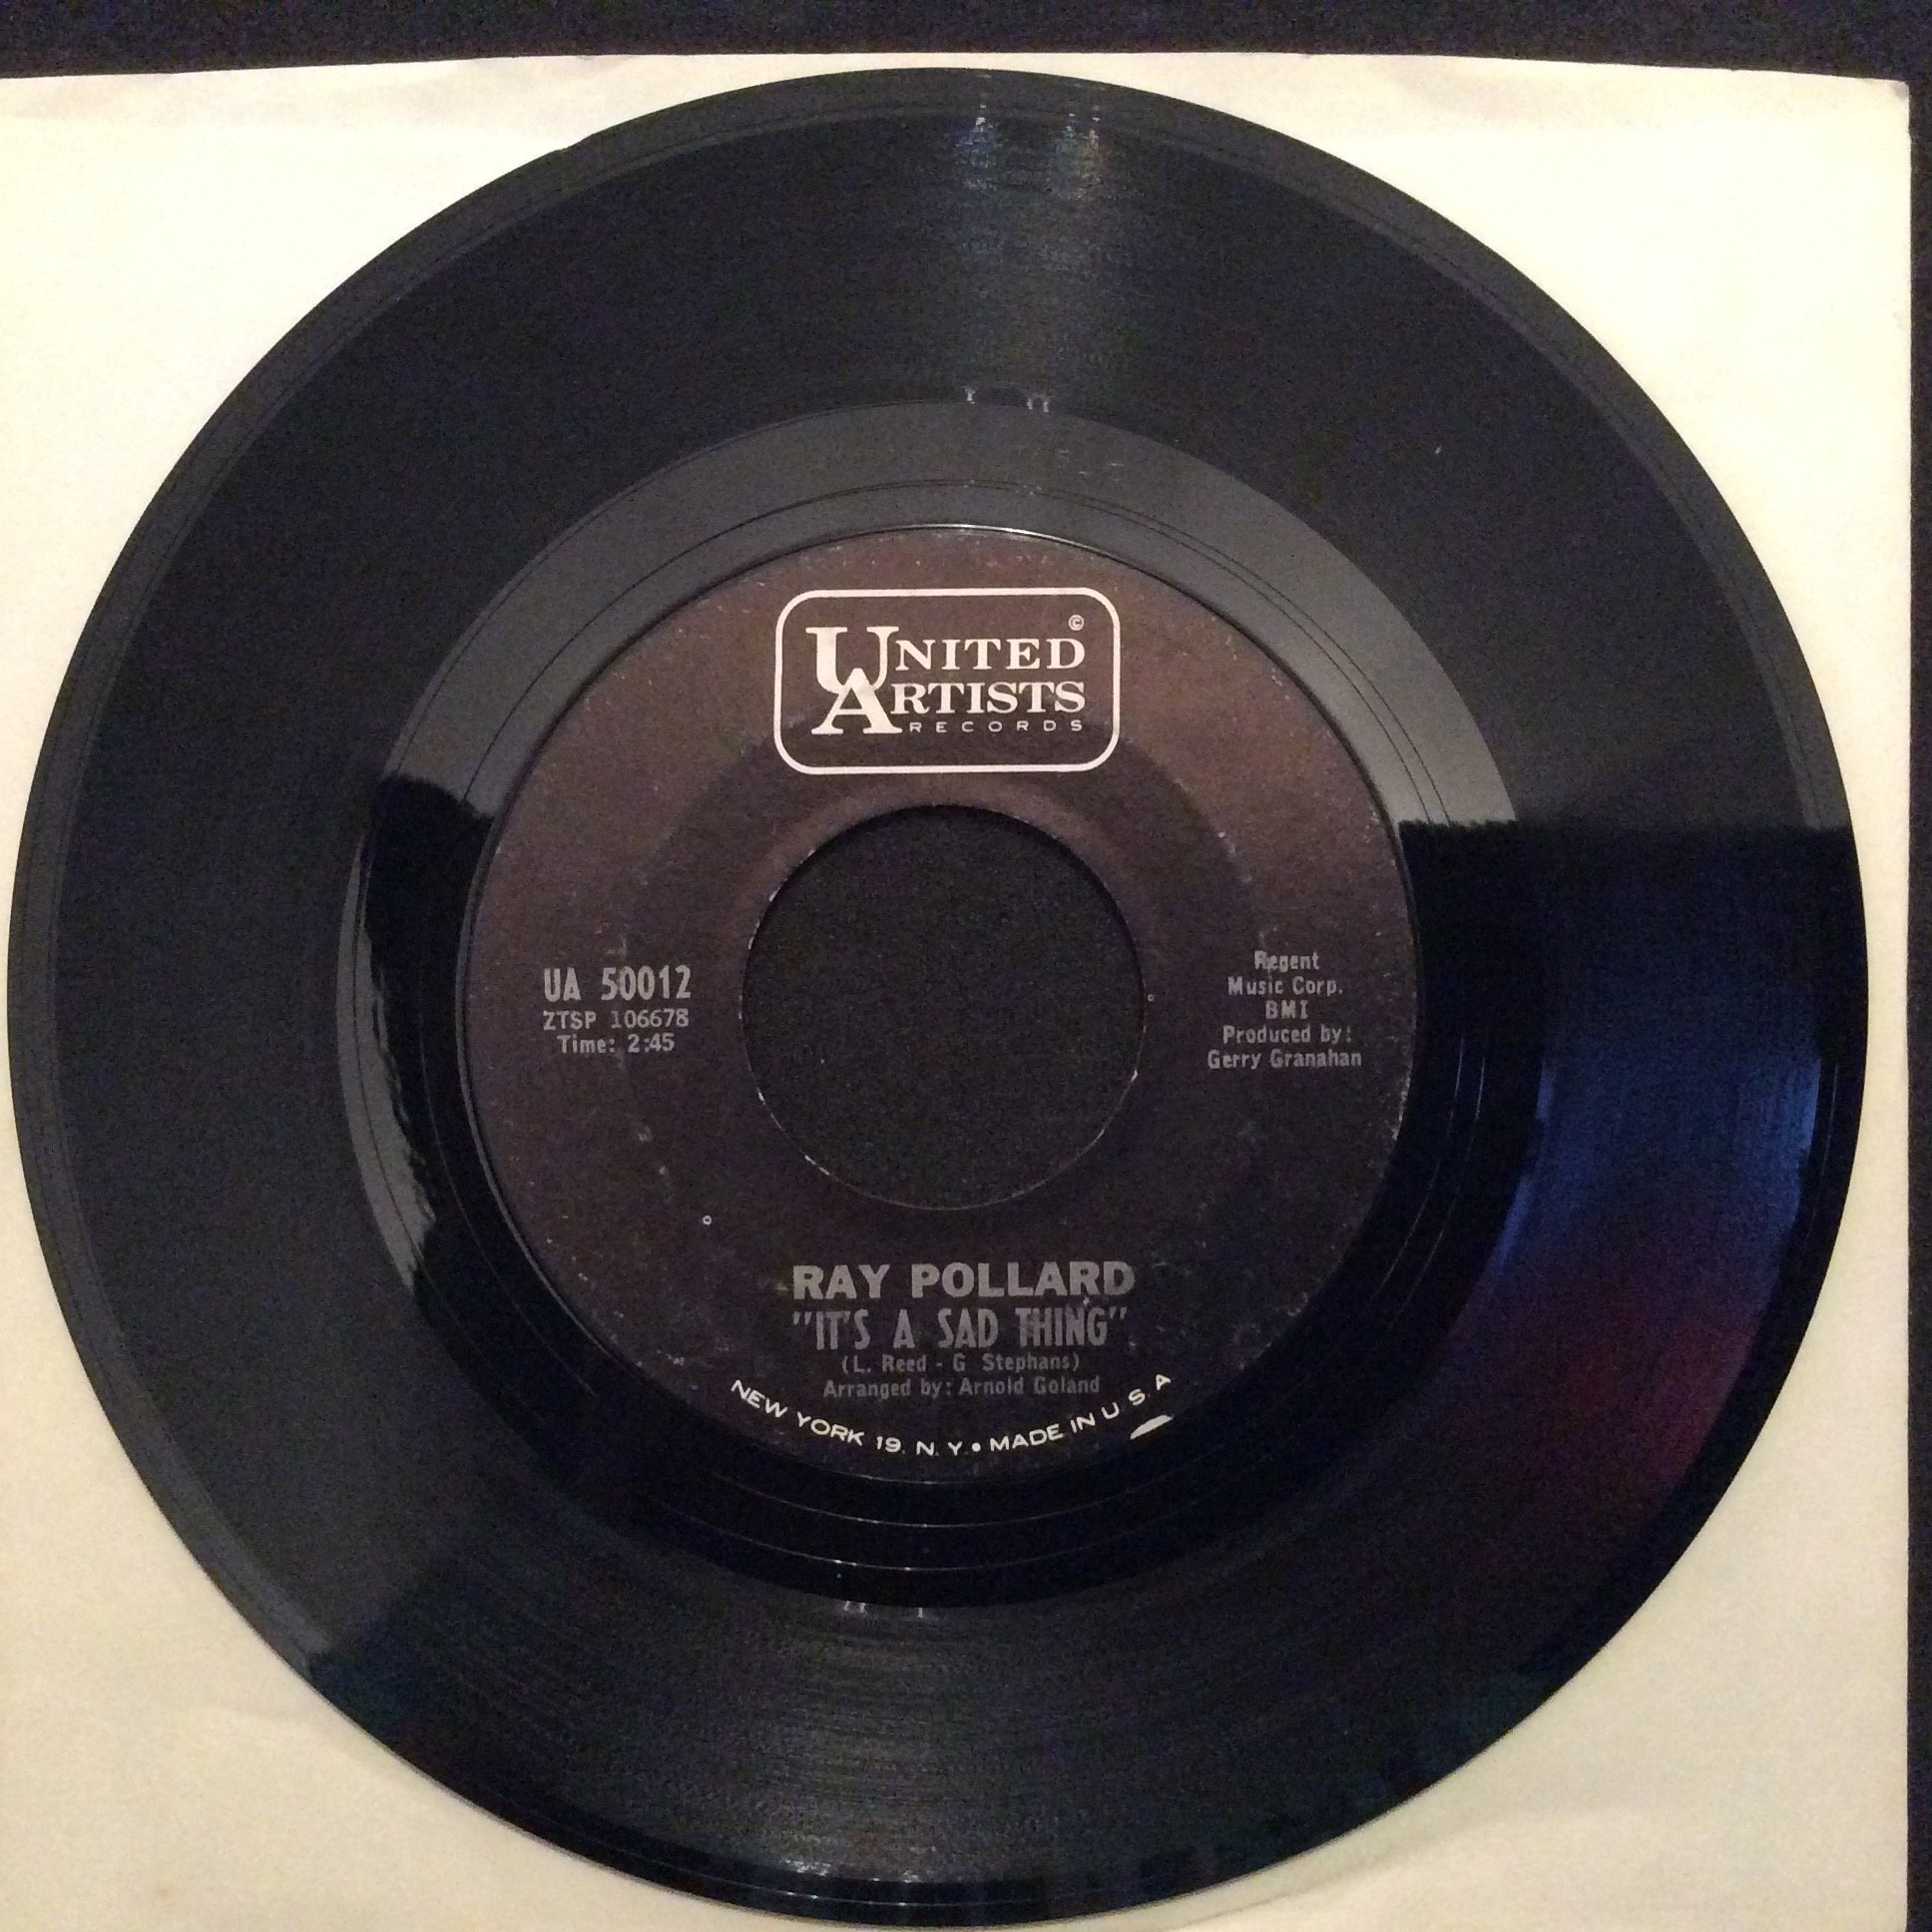 ©
UNITED
ARTISTS
RECORDS
UA 50012
ZTSP 106678
Time: 2:45
Regent
Music Corp.
BMI
Produced by:
Gerry Granahan
RAY POLLARD
"IT'S A SAD THING"
(L. Reed - G Stephans)
Arranged by: Arnold Goland
NEW YORK 19. N. Y. • MADE IN U S. A